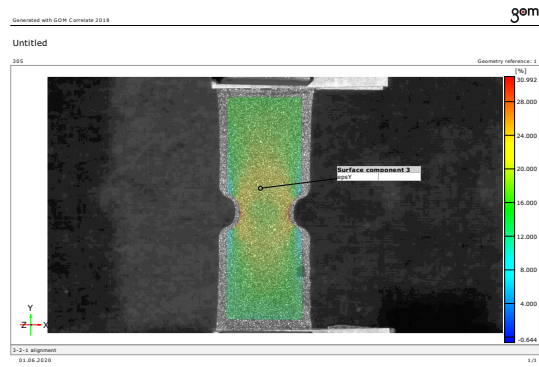 Generated with GOM Correlate 2018
gom
Untitled
30S
Geometry reference: 1
[%]
30.992
28.000
24.000
20.000
16.000
12.000
8.000
4.000
-0.644
Surface component 3
epsY
Y
Z
X
3-2-1 alignment
01.06.2020
1/1